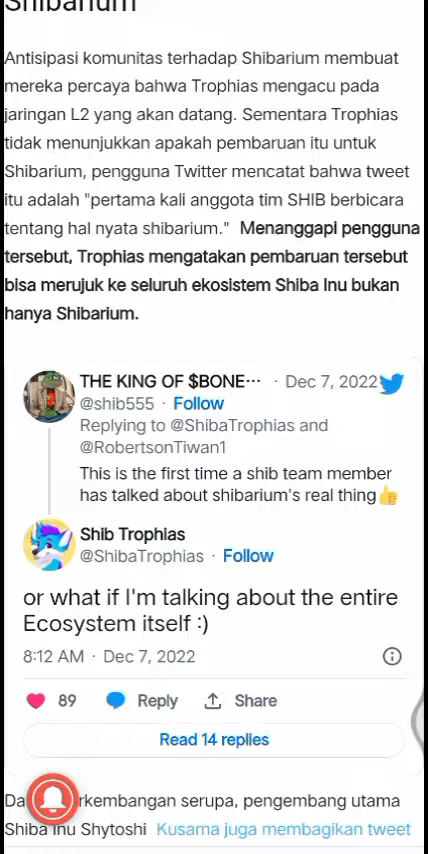 Shibarium
Antisipasi komunitas terhadap Shibarium membuat
mereka percaya bahwa Trophias mengacu pada
jaringan L2 yang akan datang. Sementara Trophias
tidak menunjukkan apakah pembaruan itu untuk
Shibarium, pengguna Twitter mencatat bahwa tweet
itu adalah "pertama kali anggota tim SHIB berbicara
tentang hal nyata shibarium." Menanggapi pengguna
tersebut, Trophias mengatakan pembaruan tersebut
bisa merujuk ke seluruh ekosistem Shiba Inu bukan
hanya Shibarium.
THE KING OF $BONE··· · Dec 7, 2022
@shib555 · Follow
Replying to @ShibaTrophias and
@RobertsonTiwan1
This is the first time a shib team member
has talked about shibarium's real thing👍
Shib Trophias
@ShibaTrophias · Follow
or what if I'm talking about the entire
Ecosystem itself :)
8:12 AM · Dec 7, 2022
89 Reply Share
Read 14 replies
Da rkembangan serupa, pengembang utama
Shiba Inu Shytoshi Kusama juga membagikan tweet